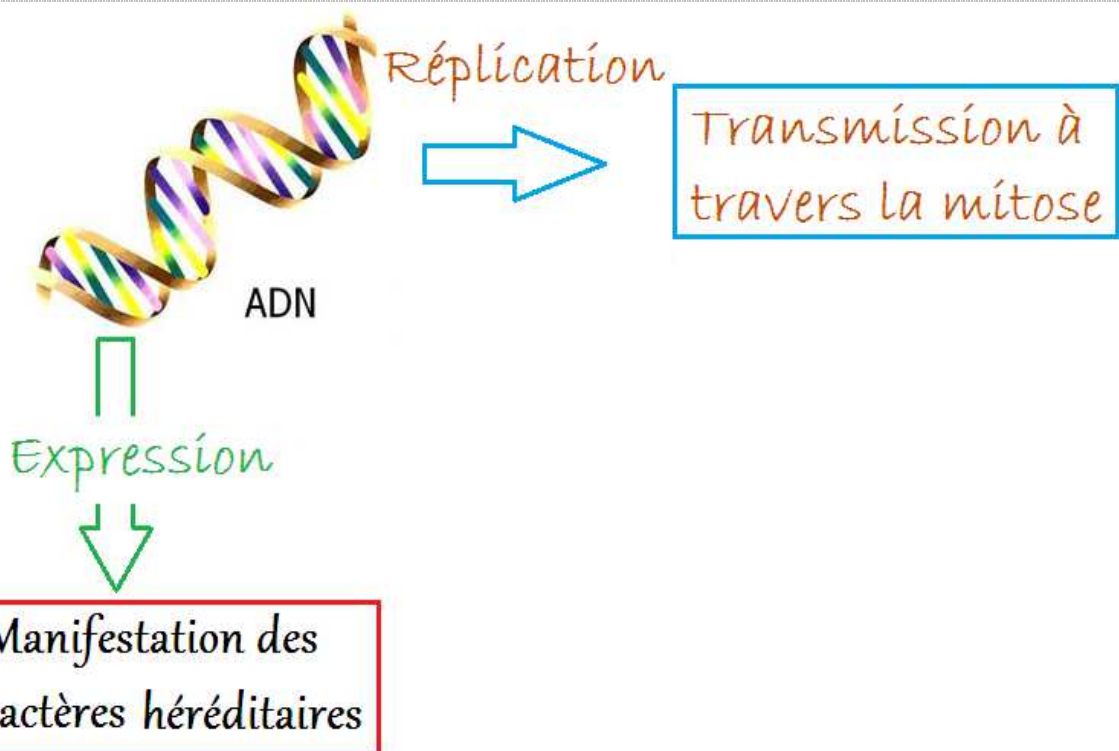 Réplication
Transmission à
travers la mitose
ADN
Expression
Manifestation des
actères héréditaires